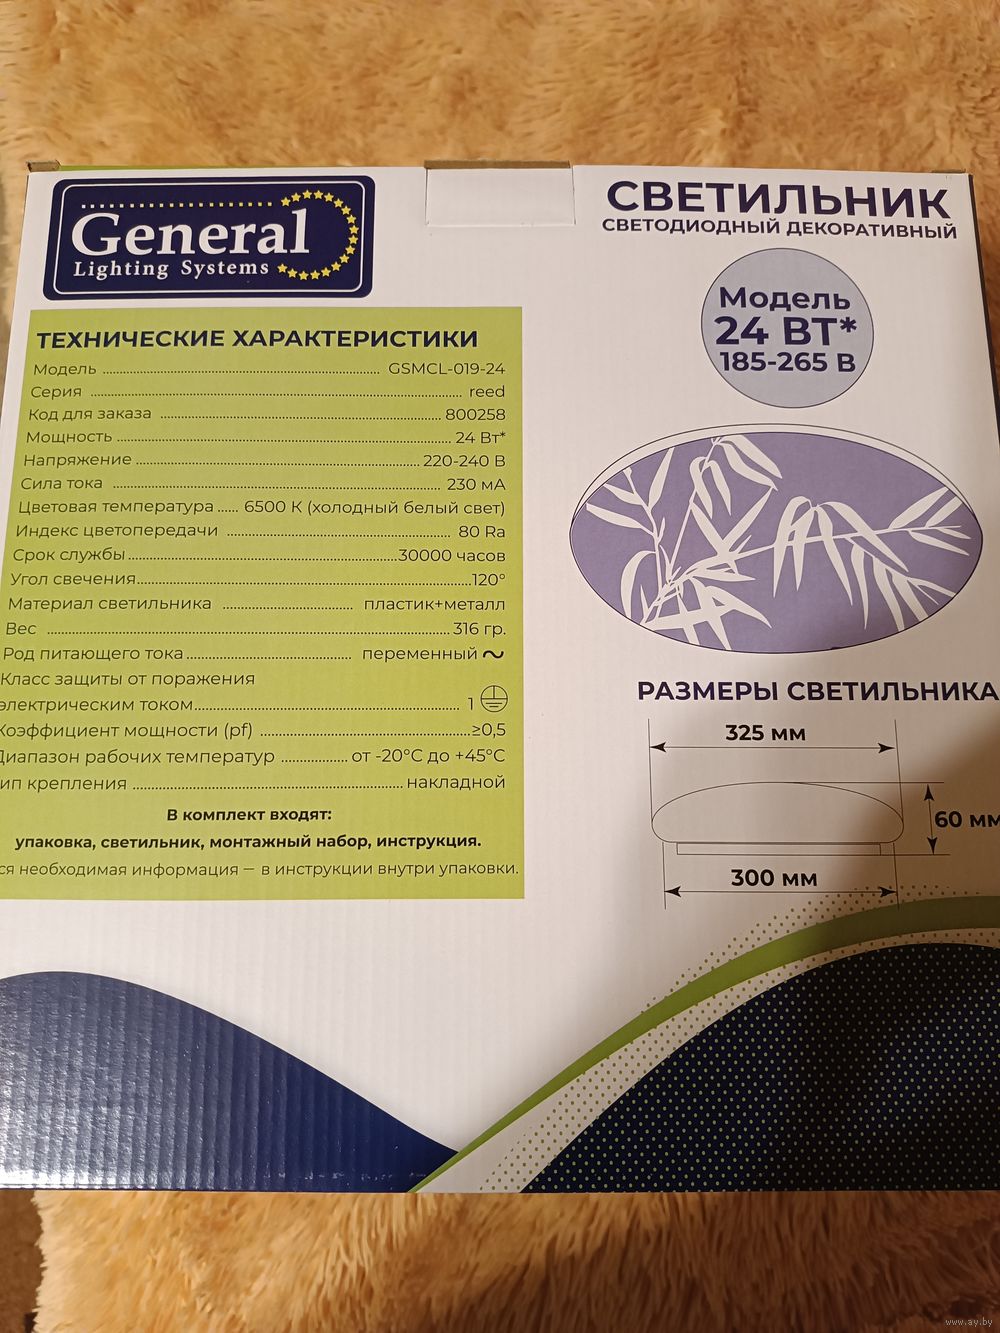 General
Lighting Systems
СВЕТИЛЬНИК
СВЕТОДИОДНЫЙ ДЕКОРАТИВНЫЙ
Модель
24 ВТ*
185-265 В
ТЕХНИЧЕСКИЕ ХАРАКТЕРИСТИКИ
Модель ........ GSMCL-019-24
Серия ........ reed
Код для заказа ........ 800258
Мощность ........ 24 Вт*
Напряжение ........ 220-240 В
Сила тока ........ 230 мА
Цветовая температура ..... 6500 К (холодный белый свет)
Индекс цветопередачи ........ 80 Ra
Срок службы ........ 30000 часов
Угол свечения ........ 120°
Материал светильника ........ пластик+металл
Вес ........ 316 гр.
Род питающего тока ........ переменный ~
Класс защиты от поражения
электрическим током ........ 1
Коэффициент мощности (pf) ........ ≥0,5
Диапазон рабочих температур ........ от -20°C до +45°C
ип крепления ........ накладной
В комплект входят:
упаковка, светильник, монтажный набор, инструкция.
ся необходимая информация — в инструкции внутри упаковки.
РАЗМЕРЫ СВЕТИЛЬНИКА
325 мм
60 мм
300 мм
www.ay.by